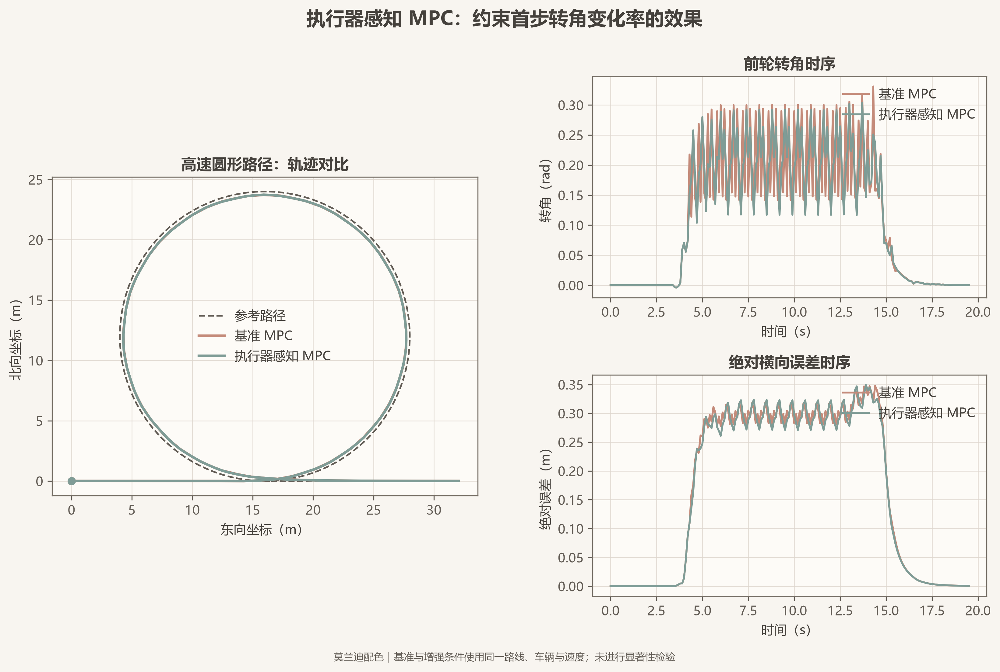 执行器感知 MPC：约束首步转角变化率的效果
高速圆形路径：轨迹对比
25
20
15
10
5
0
北向坐标（m）
参考路径
基准 MPC
执行器感知 MPC
0 5 10 15 20 25 30
东向坐标（m）
前轮转角时序
0.30
0.25
0.20
0.15
0.10
0.05
0.00
转角（rad）
基准 MPC
执行器感知 MPC
0.0 2.5 5.0 7.5 10.0 12.5 15.0 17.5 20.0
时间（s）
绝对横向误差时序
0.35
0.30
0.25
0.20
0.15
0.10
0.05
0.00
绝对误差（m）
基准 MPC
执行器感知 MPC
0.0 2.5 5.0 7.5 10.0 12.5 15.0 17.5 20.0
时间（s）
莫兰迪配色｜基准与增强条件使用同一路线、车辆与速度；未进行显著性检验